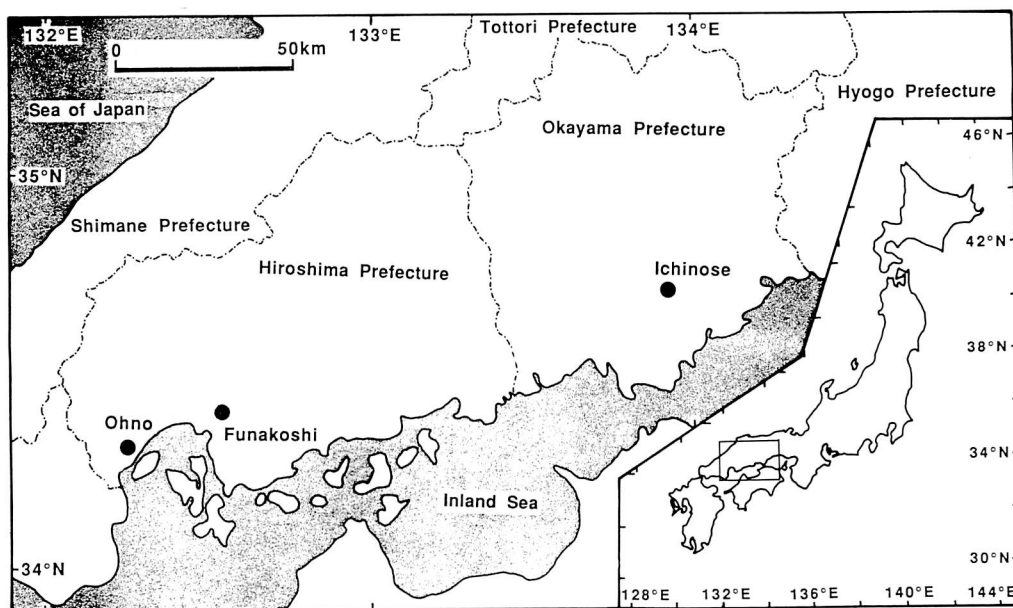 132°E
133°E
Tottori Prefecture
134°E
0
50km
Sea of Japan
Hyogo Prefecture
Okayama Prefecture
46°N
35°N
Shimane Prefecture
42°N
Hiroshima Prefecture
Ichinose
38°N
Ohno
Funakoshi
34°N
Inland Sea
34°N
30°N
128°E
132°E
136°E
140°E
144°E